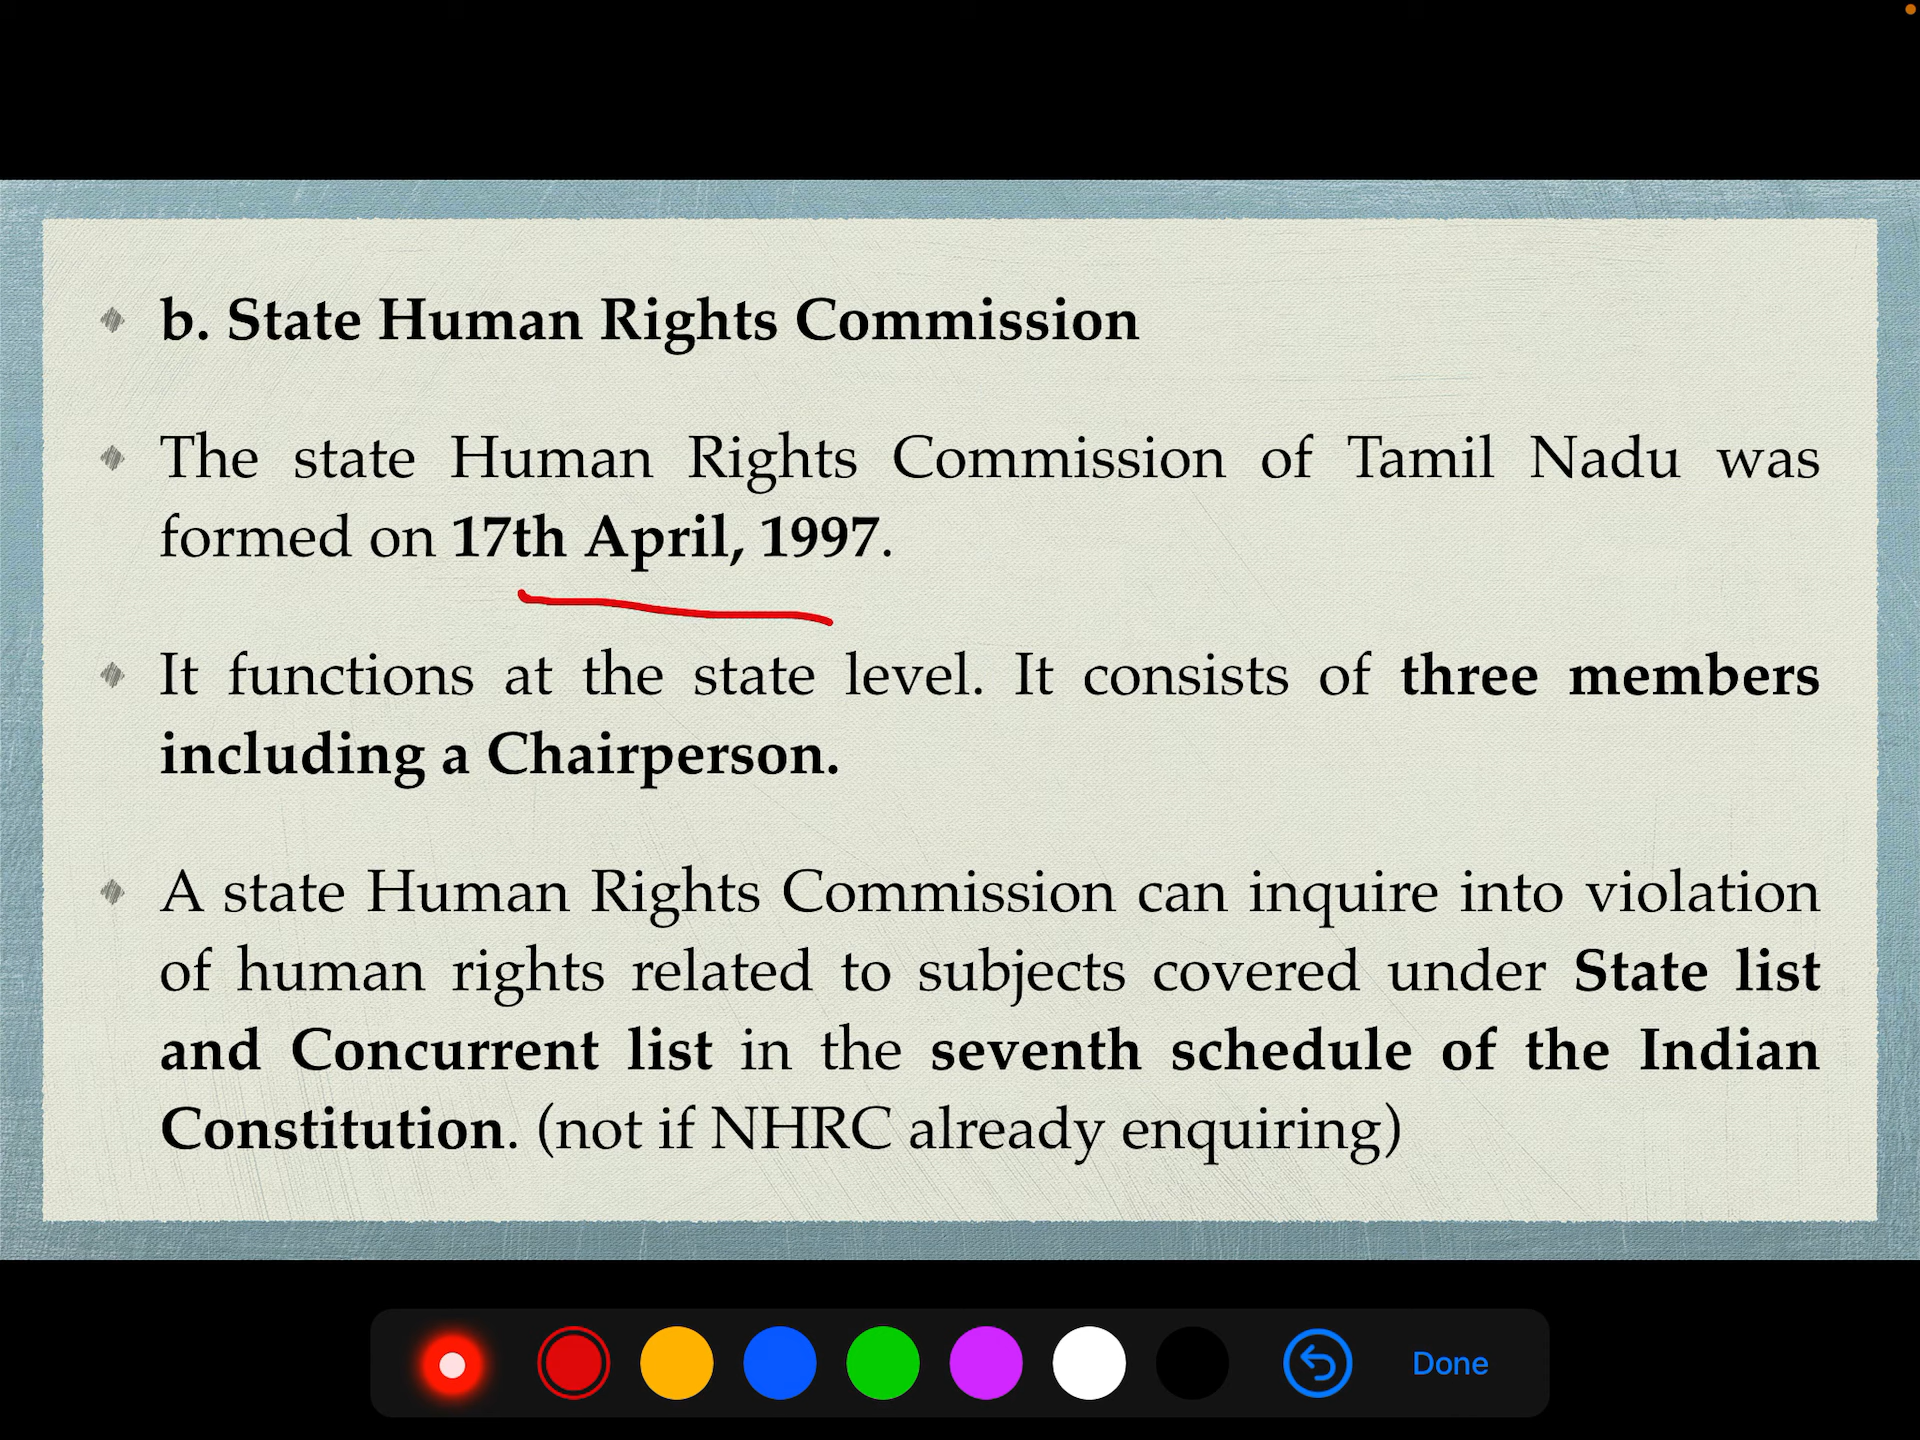 b. State Human Rights Commission
The state Human Rights Commission of Tamil Nadu was
formed on 17th April, 1997.
It functions at the state level. It consists of three members
including a Chairperson.
A state Human Rights Commission can inquire into violation
of human rights related to subjects covered under State list
and Concurrent list in the seventh schedule of the Indian
Constitution. (not if NHRC already enquiring)
Done